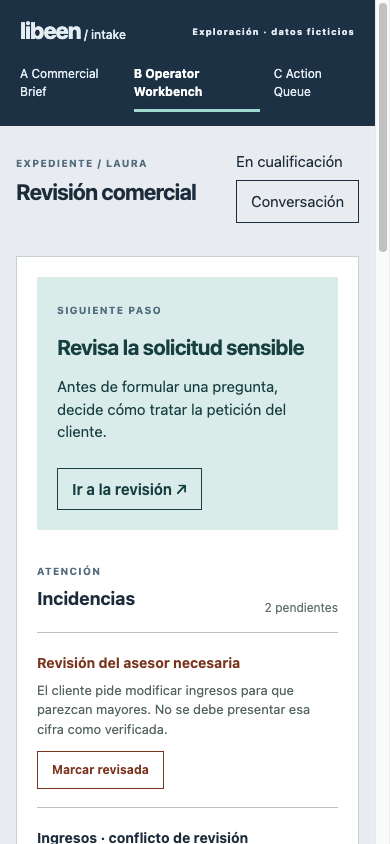 libeen / intake
Exploración · datos ficticios
A Commercial Brief
B Operator Workbench
C Action Queue
EXPEDIENTE / LAURA
Revisión comercial
En cualificación
Conversación
SIGUIENTE PASO
Revisa la solicitud sensible
Antes de formular una pregunta,
decide cómo tratar la petición del
cliente.
Ir a la revisión ↗
ATENCIÓN
Incidencias
2 pendientes
Revisión del asesor necesaria
El cliente pide modificar ingresos para que
parezcan mayores. No se debe presentar esa
cifra como verificada.
Marcar revisada
Ingresos · conflicto de revisión